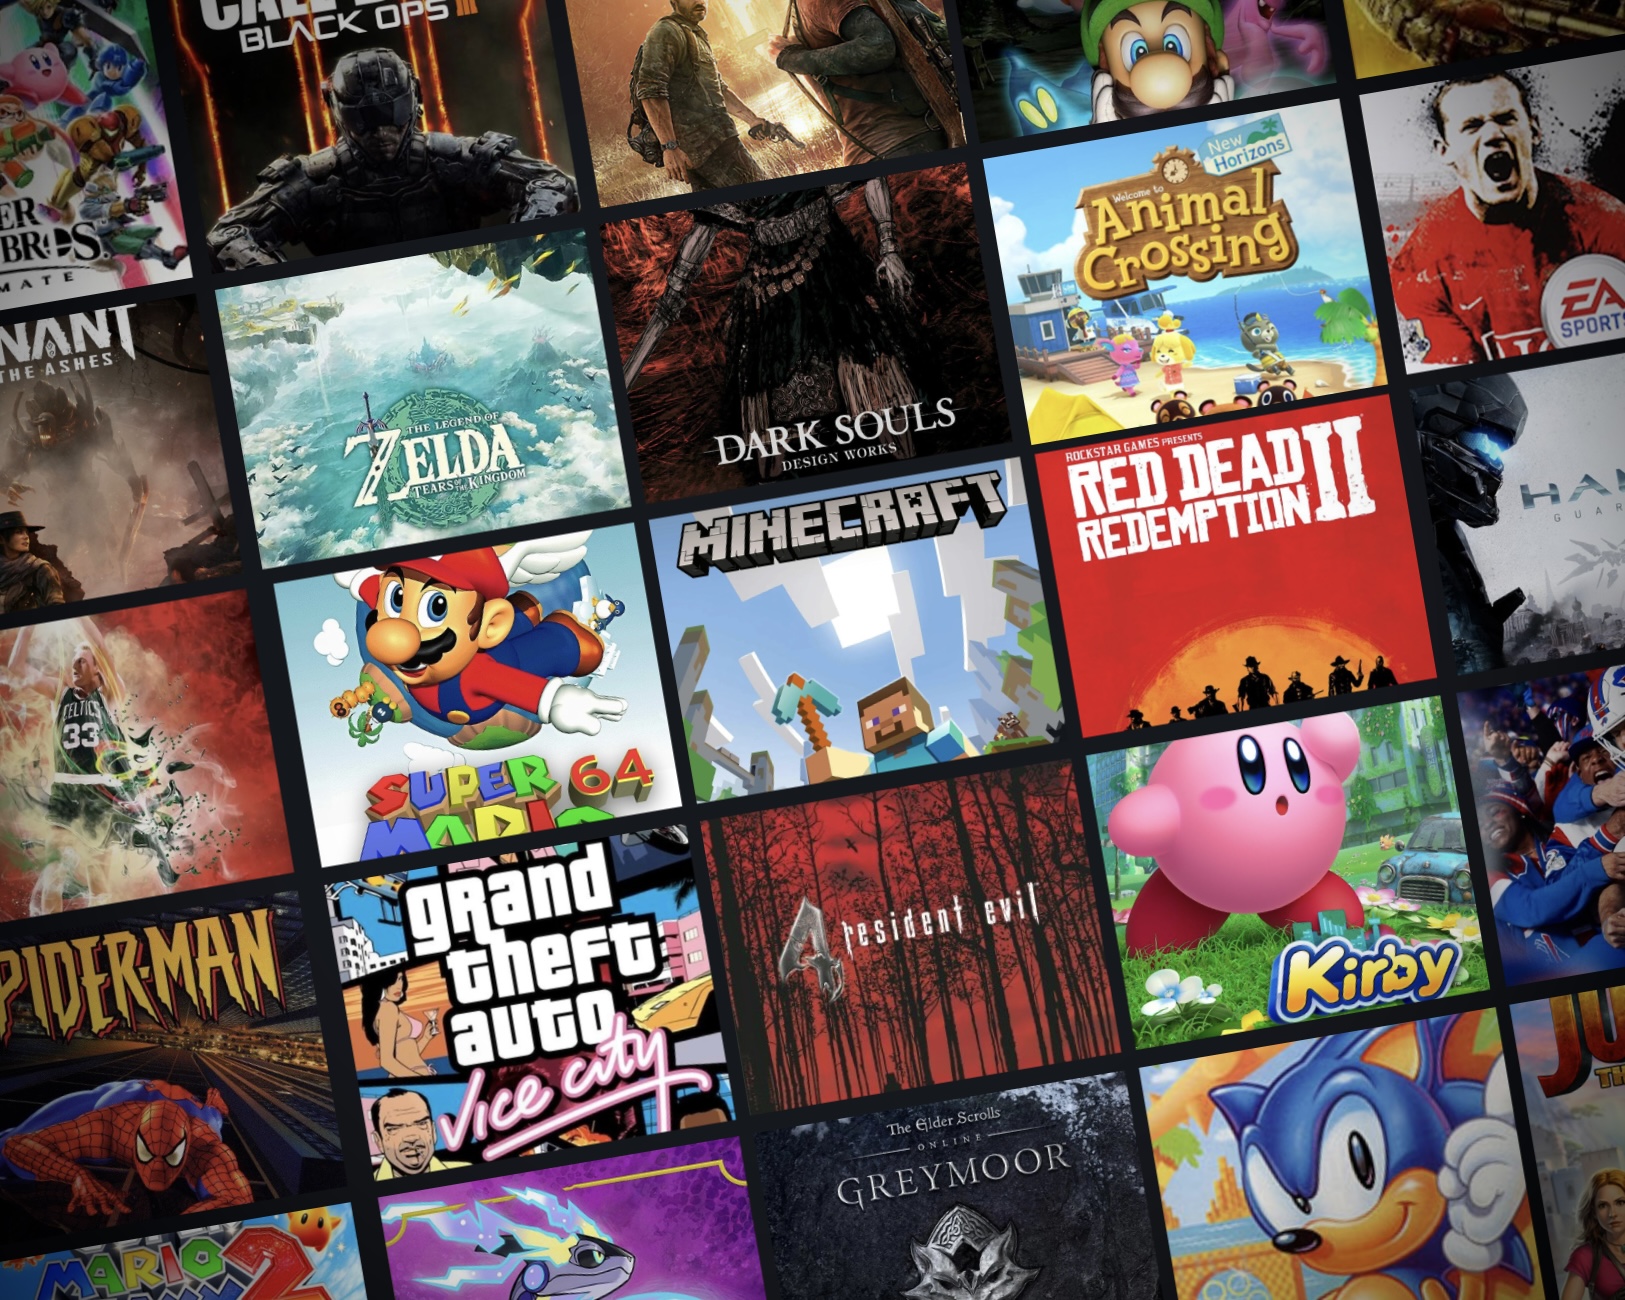 BLACK OPS III
BROS.
MATE
New
Horizons
Welcome to
Animal
Crossing
EA
SPORTS
NANT
THE ASHES
THE LEGEND OF
ZELDA
TEARS OF THE KINGDOM
DARK SOULS
DESIGN WORKS
ROCKSTAR GAMES PRESENTS
RED DEAD
REDEMPTION II
HAL
GUAR
CELTICS
33
SUPER 64
MARIO
MINECRAFT
SPIDER-MAN
grand
theft
auto
vice city
4 resident evil
Kirby
The Elder Scrolls
ONLINE
GREYMOOR
JU
TH
MARIO
2